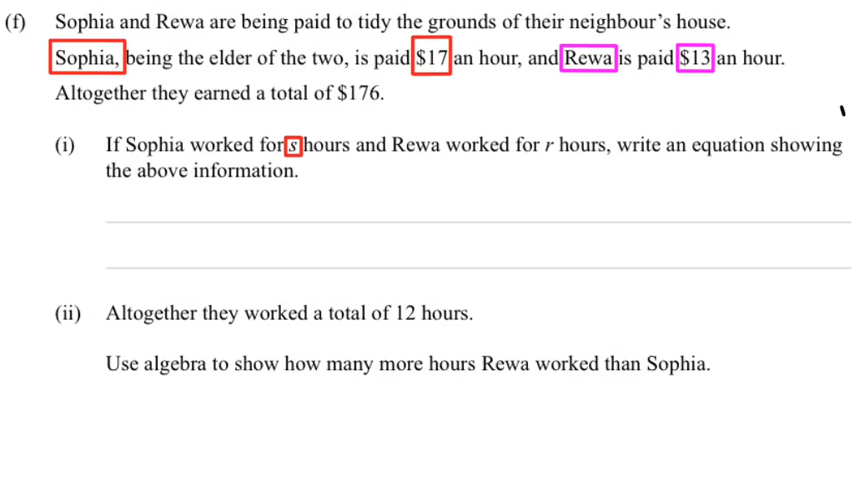 (f) Sophia and Rewa are being paid to tidy the grounds of their neighbour's house.
Sophia, being the elder of the two, is paid $17 an hour, and Rewa is paid $13 an hour.
Altogether they earned a total of $176.
(i) If Sophia worked for s hours and Rewa worked for r hours, write an equation showing
the above information.
(ii) Altogether they worked a total of 12 hours.
Use algebra to show how many more hours Rewa worked than Sophia.